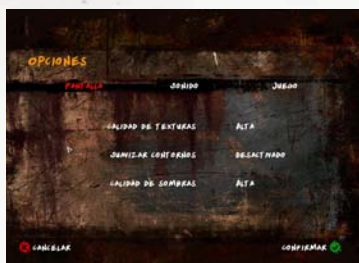 OPCIONES
PANTALLA SONIDO JUEGO
CALIDAD DE TEXTURAS ALTA
SUAVIZAR CONTORNOS DESACTIVADO
CALIDAD DE SOMBRAS ALTA
CANCELAR CONFIRMAR